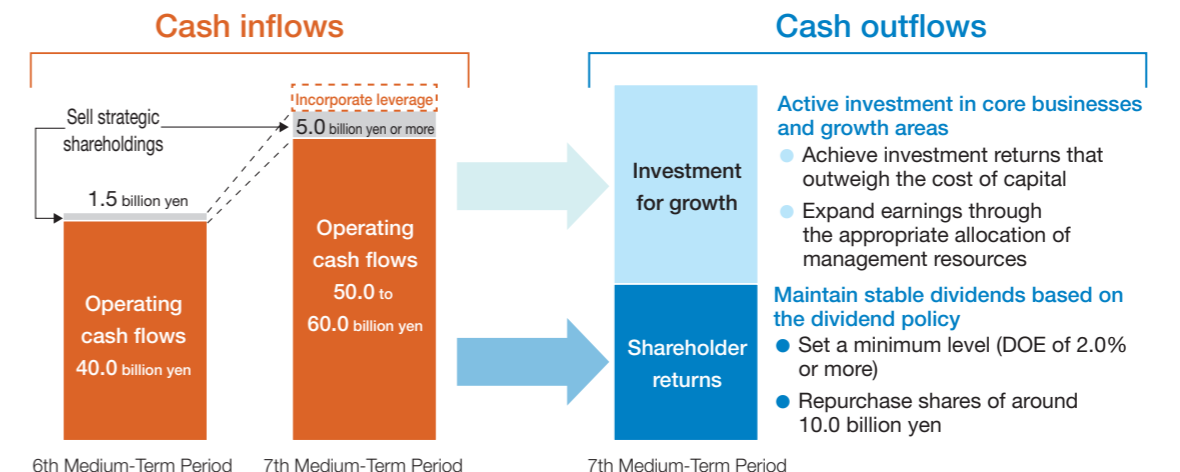 Cash inflows
Cash outflows
Incorporate leverage
Sell strategic
shareholdings
5.0 billion yen or more
1.5 billion yen
Operating
cash flows
40.0 billion yen
Operating
cash flows
50.0 to
60.0 billion yen
6th Medium-Term Period
7th Medium-Term Period
Investment
for growth
Shareholder
returns
7th Medium-Term Period
Active investment in core businesses
and growth areas
● Achieve investment returns that
outweigh the cost of capital
● Expand earnings through
the appropriate allocation of
management resources
Maintain stable dividends based on
the dividend policy
● Set a minimum level (DOE of 2.0%
or more)
● Repurchase shares of around
10.0 billion yen